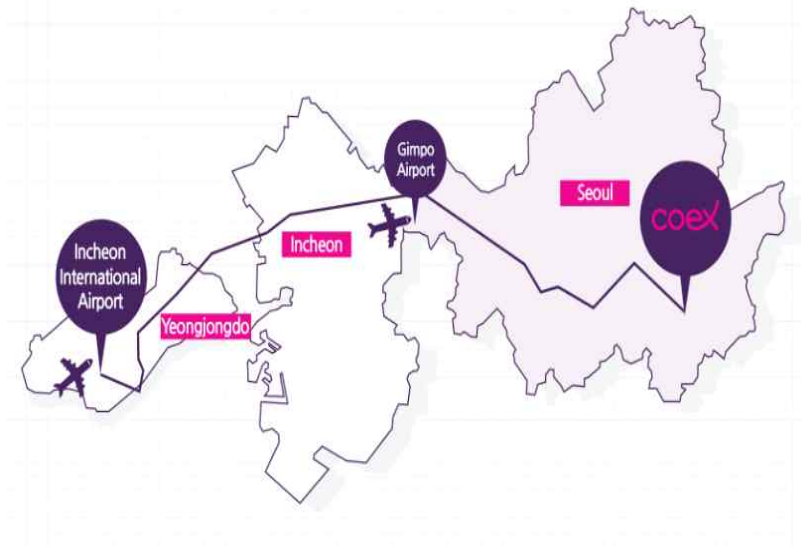 Gimpo
Airport
Seoul
coex
Incheon
Incheon
International
Airport
Yeongjongdo